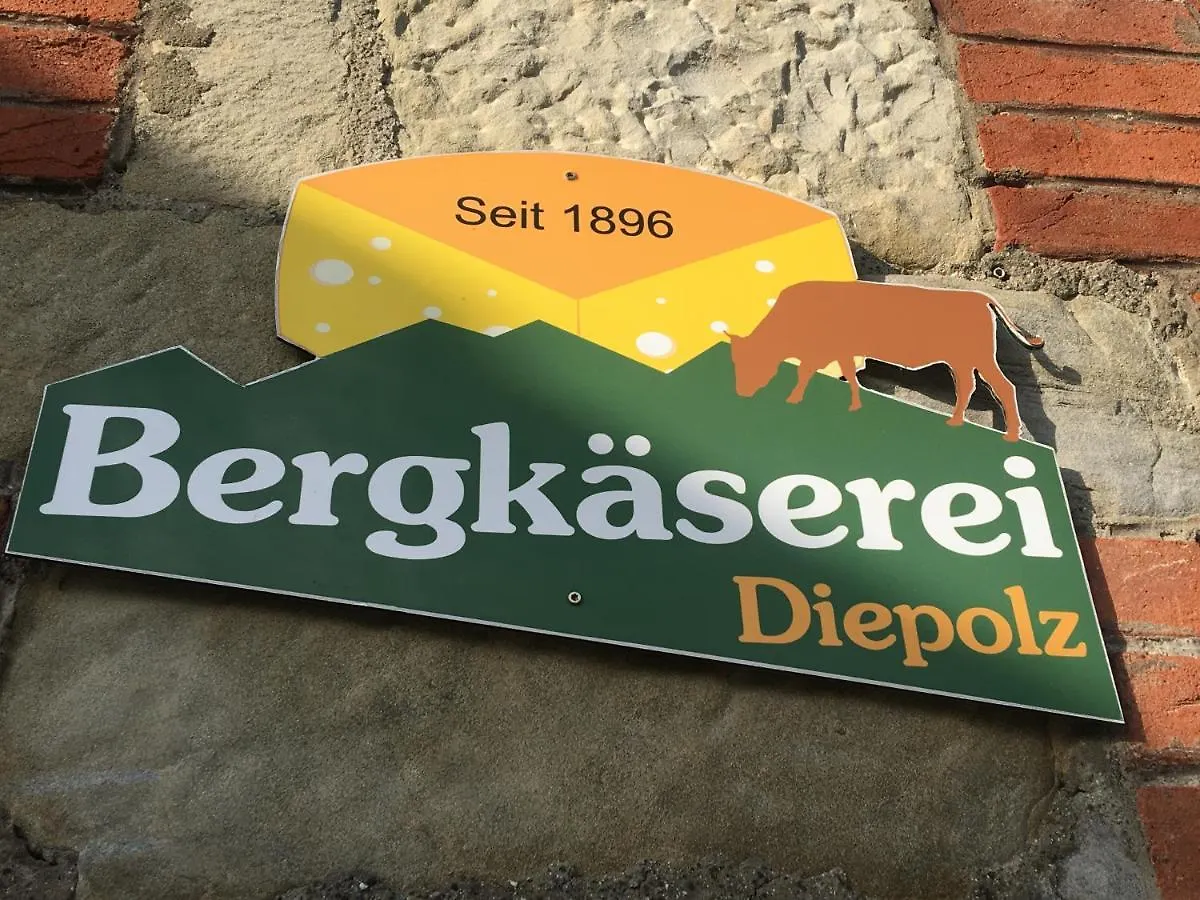 Seit 1896
Bergkäserei
Diepolz